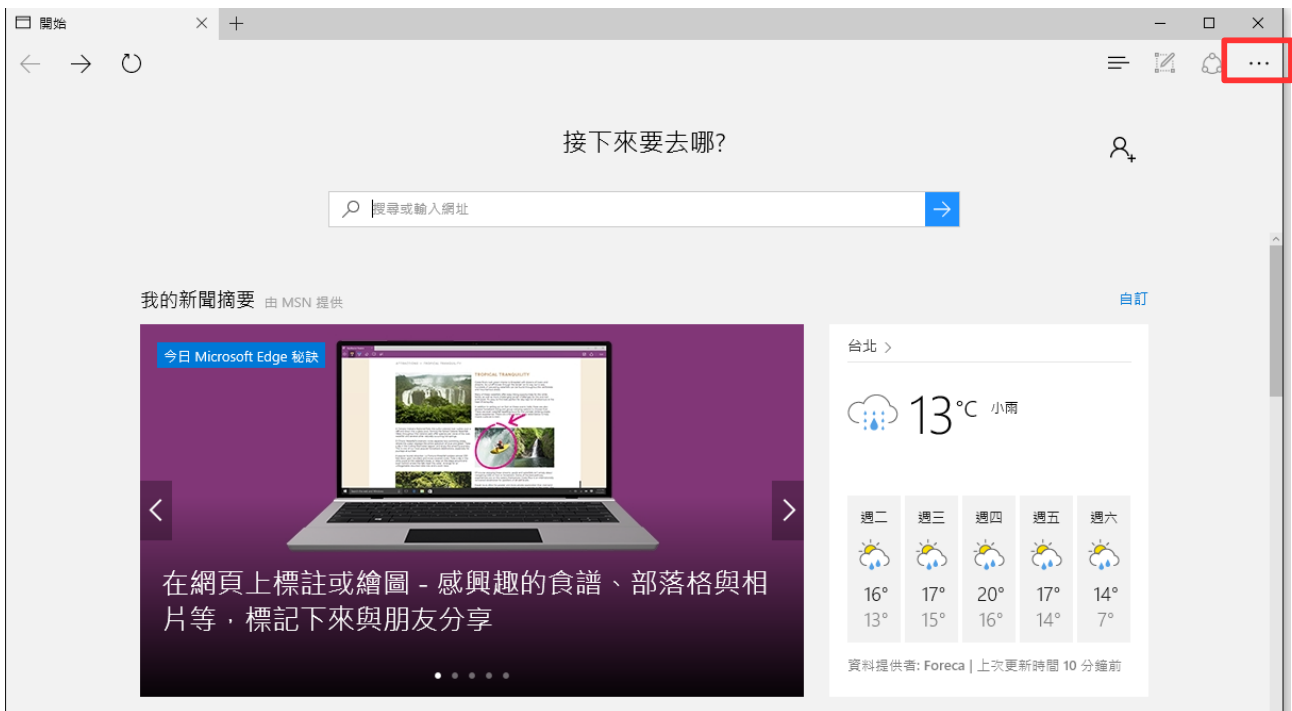 開始
接下來要去哪?
搜尋或輸入網址
我的新聞摘要 由 MSN 提供
自訂
今日 Microsoft Edge 秘訣
TROPICAL TRANQUILITY
在網頁上標註或繪圖 - 感興趣的食譜、部落格與相
片等，標記下來與朋友分享
台北
13°C 小雨
週二 週三 週四 週五 週六
16° 17° 20° 17° 14°
13° 15° 16° 14° 7°
資料提供者: Foreca | 上次更新時間 10 分鐘前